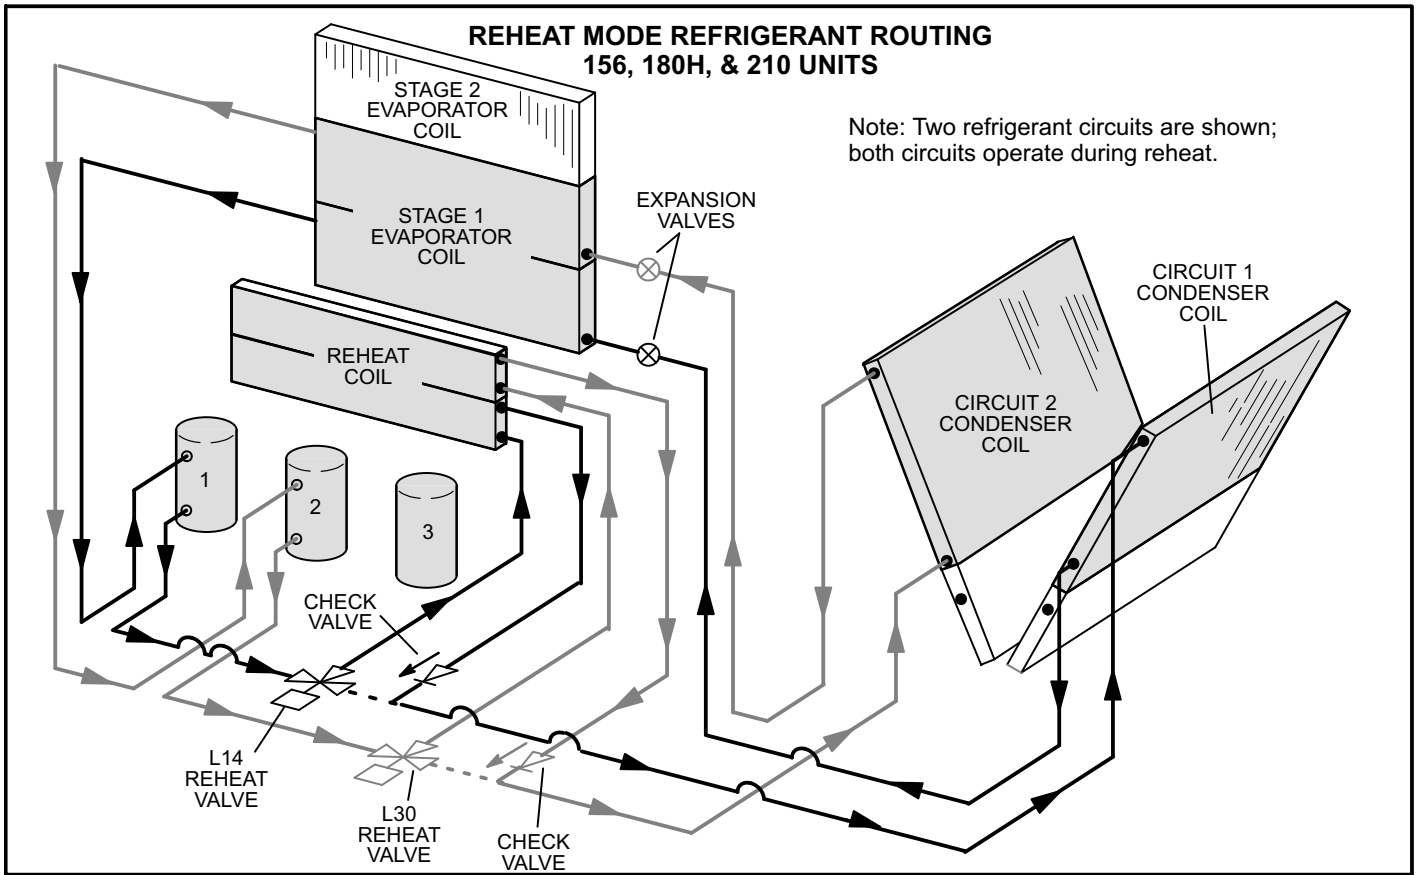 REHEAT MODE REFRIGERANT ROUTING
156, 180H, & 210 UNITS
STAGE 2
EVAPORATOR
COIL
Note: Two refrigerant circuits are shown;
both circuits operate during reheat.
STAGE 1
EVAPORATOR
COIL
EXPANSION
VALVES
CIRCUIT 1
CONDENSER
COIL
REHEAT
COIL
CIRCUIT 2
CONDENSER
COIL
1
2
3
CHECK
VALVE
L14
REHEAT
VALVE
L30
REHEAT
VALVE
CHECK
VALVE